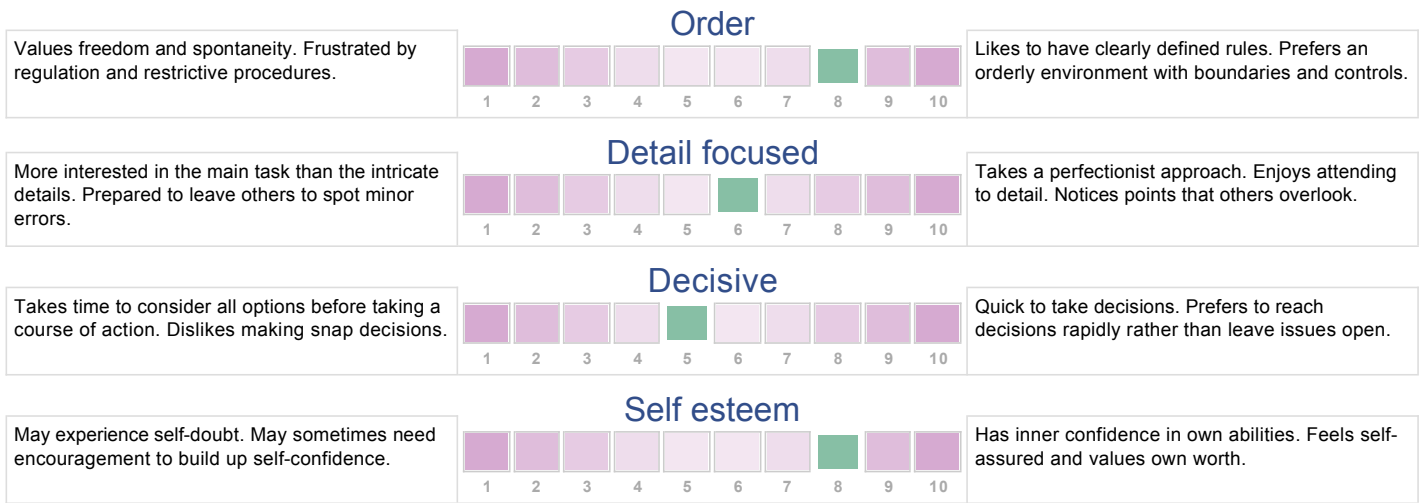 Order
Values freedom and spontaneity. Frustrated by
regulation and restrictive procedures.
1 2 3 4 5 6 7 8 9 10
Likes to have clearly defined rules. Prefers an
orderly environment with boundaries and controls.
Detail focused
More interested in the main task than the intricate
details. Prepared to leave others to spot minor
errors.
1 2 3 4 5 6 7 8 9 10
Takes a perfectionist approach. Enjoys attending
to detail. Notices points that others overlook.
Decisive
Takes time to consider all options before taking a
course of action. Dislikes making snap decisions.
1 2 3 4 5 6 7 8 9 10
Quick to take decisions. Prefers to reach
decisions rapidly rather than leave issues open.
Self esteem
May experience self-doubt. May sometimes need
encouragement to build up self-confidence.
1 2 3 4 5 6 7 8 9 10
Has inner confidence in own abilities. Feels self-
assured and values own worth.